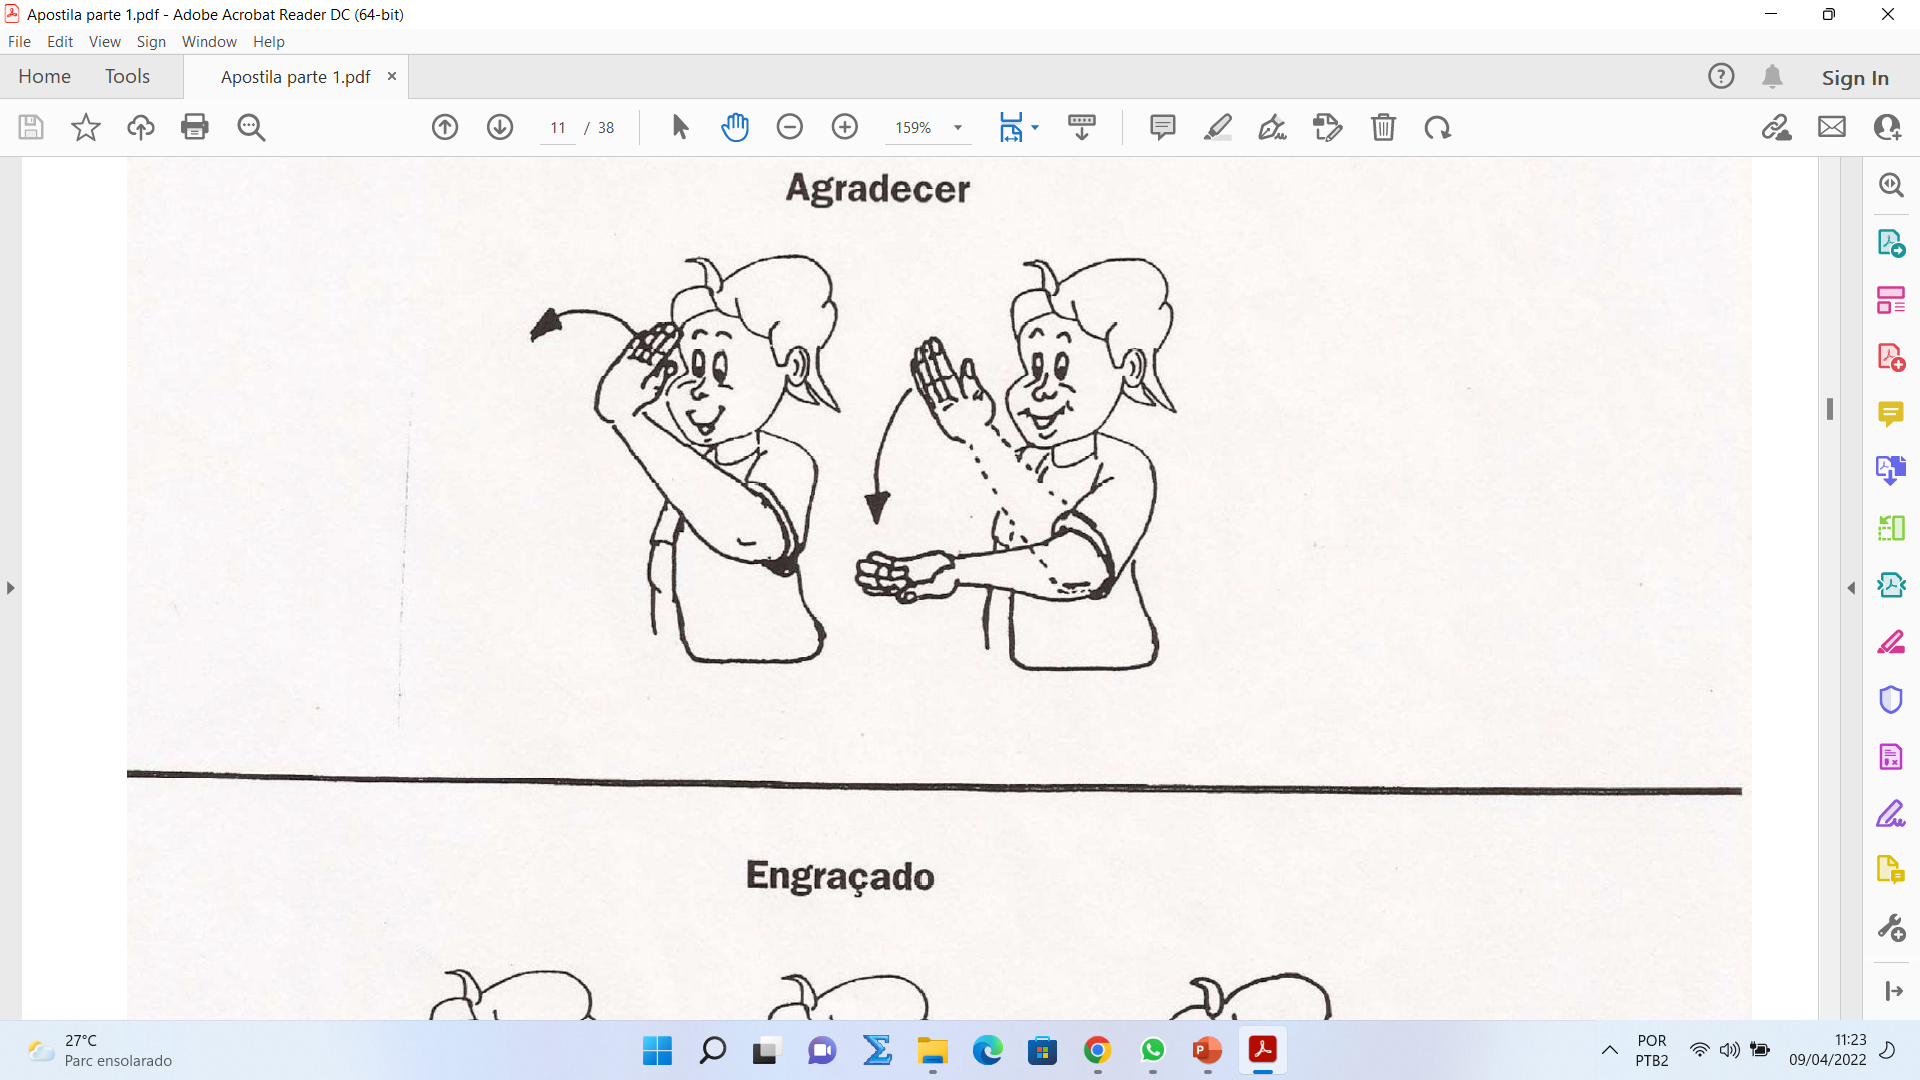 Apostila parte 1.pdf - Adobe Acrobat Reader DC (64-bit)
File Edit View Sign Window Help
Home Tools Apostila parte 1.pdf × Sign In
11 / 38 159%
Agradecer
Engraçado
27°C
Parc ensolarado
POR
PTB2
11:23
09/04/2022